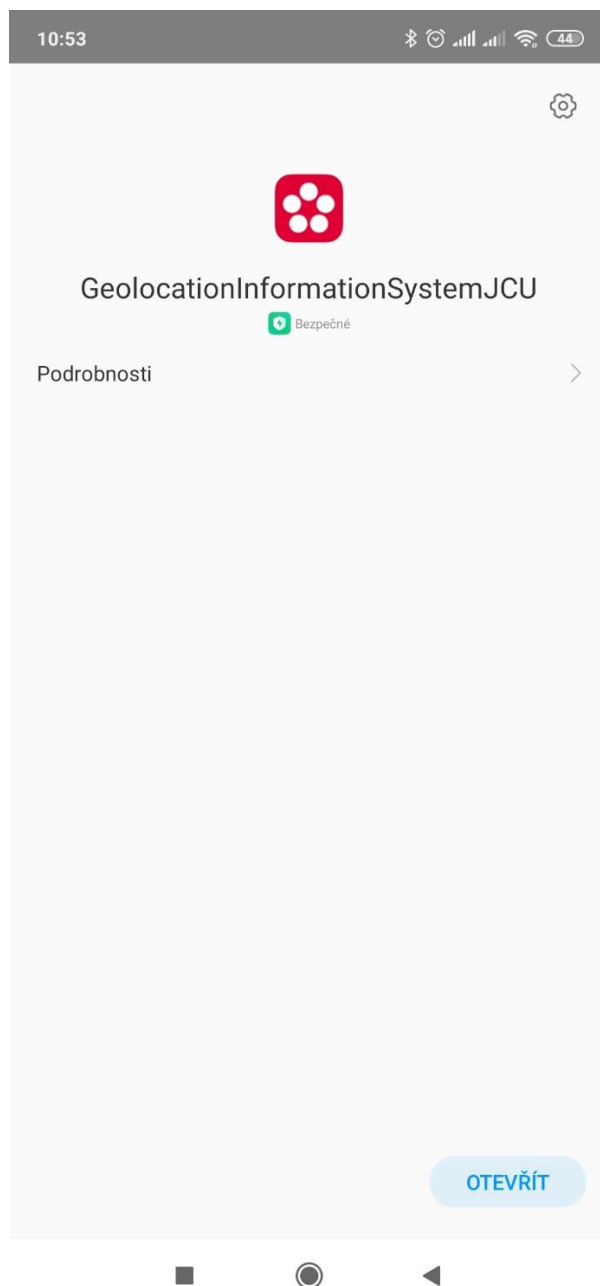 10:53
44
GeolocationInformationSystemJCU
Bezpečné
Podrobnosti
OTEVŘÍT